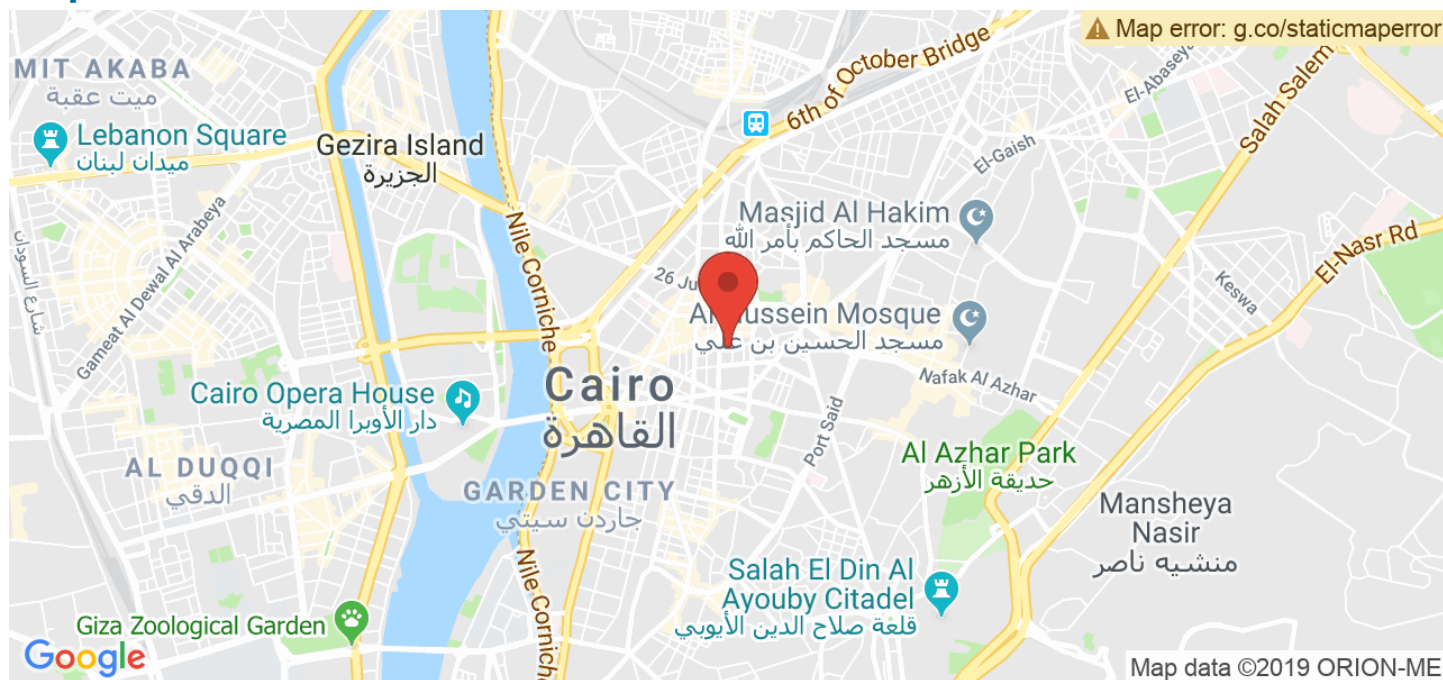 Map error: g.co/staticmaperror
6th of October Bridge
El-Abaseya
Salah Salem
MIT AKABA
ميت عقبة
Lebanon Square
ميدان لبنان
Gezira Island
الجزيرة
El-Gaish
Masjid Al Hakim
مسجد الحاكم بأمر الله
El-Nasr Rd
Nile Corniche
شارع السودان
Gameat Al Dewal Al Arabeya
26
Keswa
Mosque
مسجد الحسين بن علي
Nafak Al Azhar
Cairo
القاهرة
Cairo Opera House
دار الأوبرا المصرية
Port Said
Al Azhar Park
حديقة الأزهر
AL DUQQI
الدقي
GARDEN CITY
جاردن سيتي
Mansheya
Nasir
منشيه ناصر
Salah El Din Al
Ayouby Citadel
قلعة صلاح الدين الأيوبي
Nile Corniche
Giza Zoological Garden
Google
Map data ©2019 ORION-ME